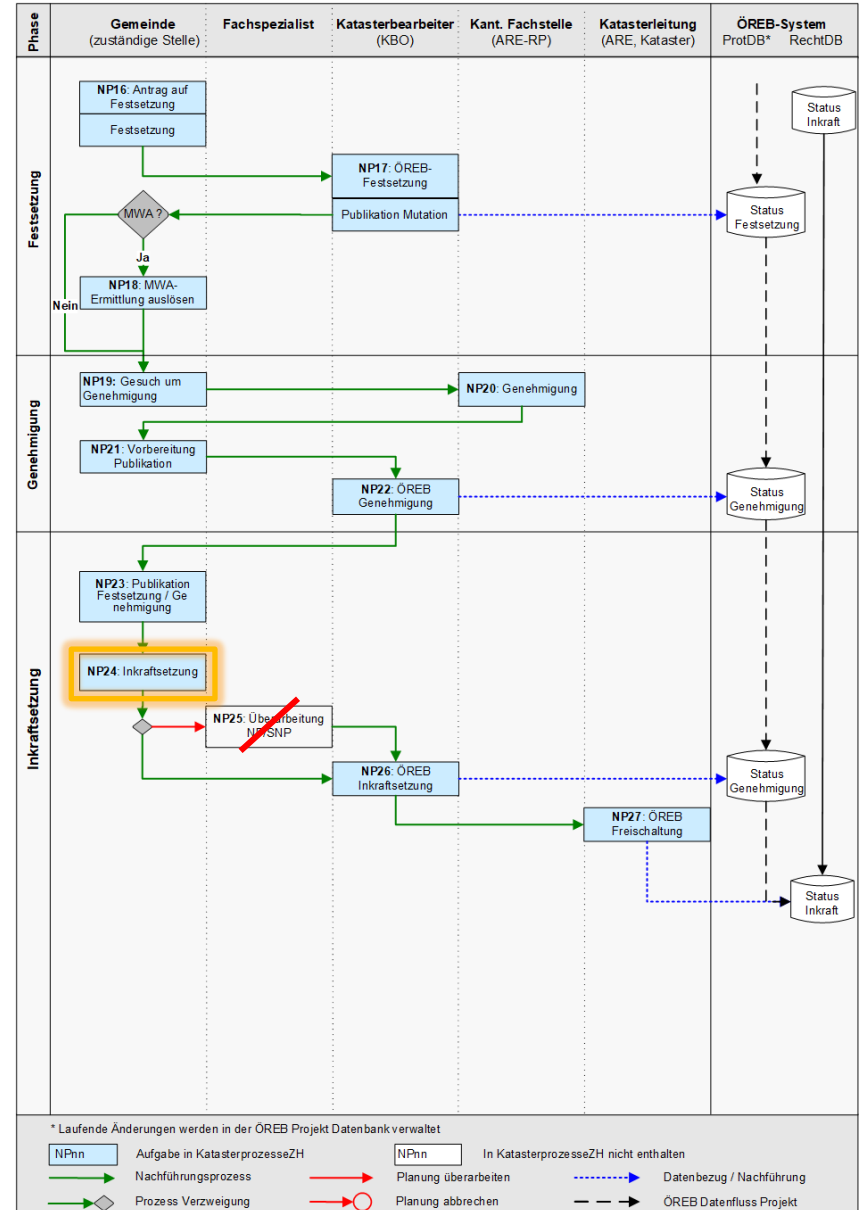 Phase
Gemeinde
(zuständige Stelle)
Fachspezialist
Katasterbearbeiter
(KBO)
Kant. Fachstelle
(ARE-RP)
Katasterleitung
(ARE, Kataster)
ÖREB-System
ProtDB* RechtDB
Festsetzung
NP16: Antrag auf
Festsetzung
Festsetzung
Status
Inkraft
NP17: ÖREB-
Festsetzung
Publikation Mutation
MWA ?
Status
Festsetzung
Ja
NP18: MWA-
Ermittlung auslösen
Nein
Genehmigung
NP19: Gesuch um
Genehmigung
NP20: Genehmigung
NP21: Vorbereitung
Publikation
NP22: ÖREB
Genehmigung
Status
Genehmigung
Inkraftsetzung
NP23: Publikation
Festsetzung / Ge
nehmigung
NP24: Inkraftsetzung
NP25: Überarbeitung
NP/SNP
NP26: ÖREB
Inkraftsetzung
Status
Genehmigung
NP27: ÖREB
Freischaltung
Status
Inkraft
* Laufende Änderungen werden in der ÖREB Projekt Datenbank verwaltet
NPnn Aufgabe in KatasterprozesseZH NPnn In KatasterprozesseZH nicht enthalten
Nachführungsprozess Planung überarbeiten Datenbezug / Nachführung
Prozess Verzweigung Planung abbrechen ÖREB Datenfluss Projekt